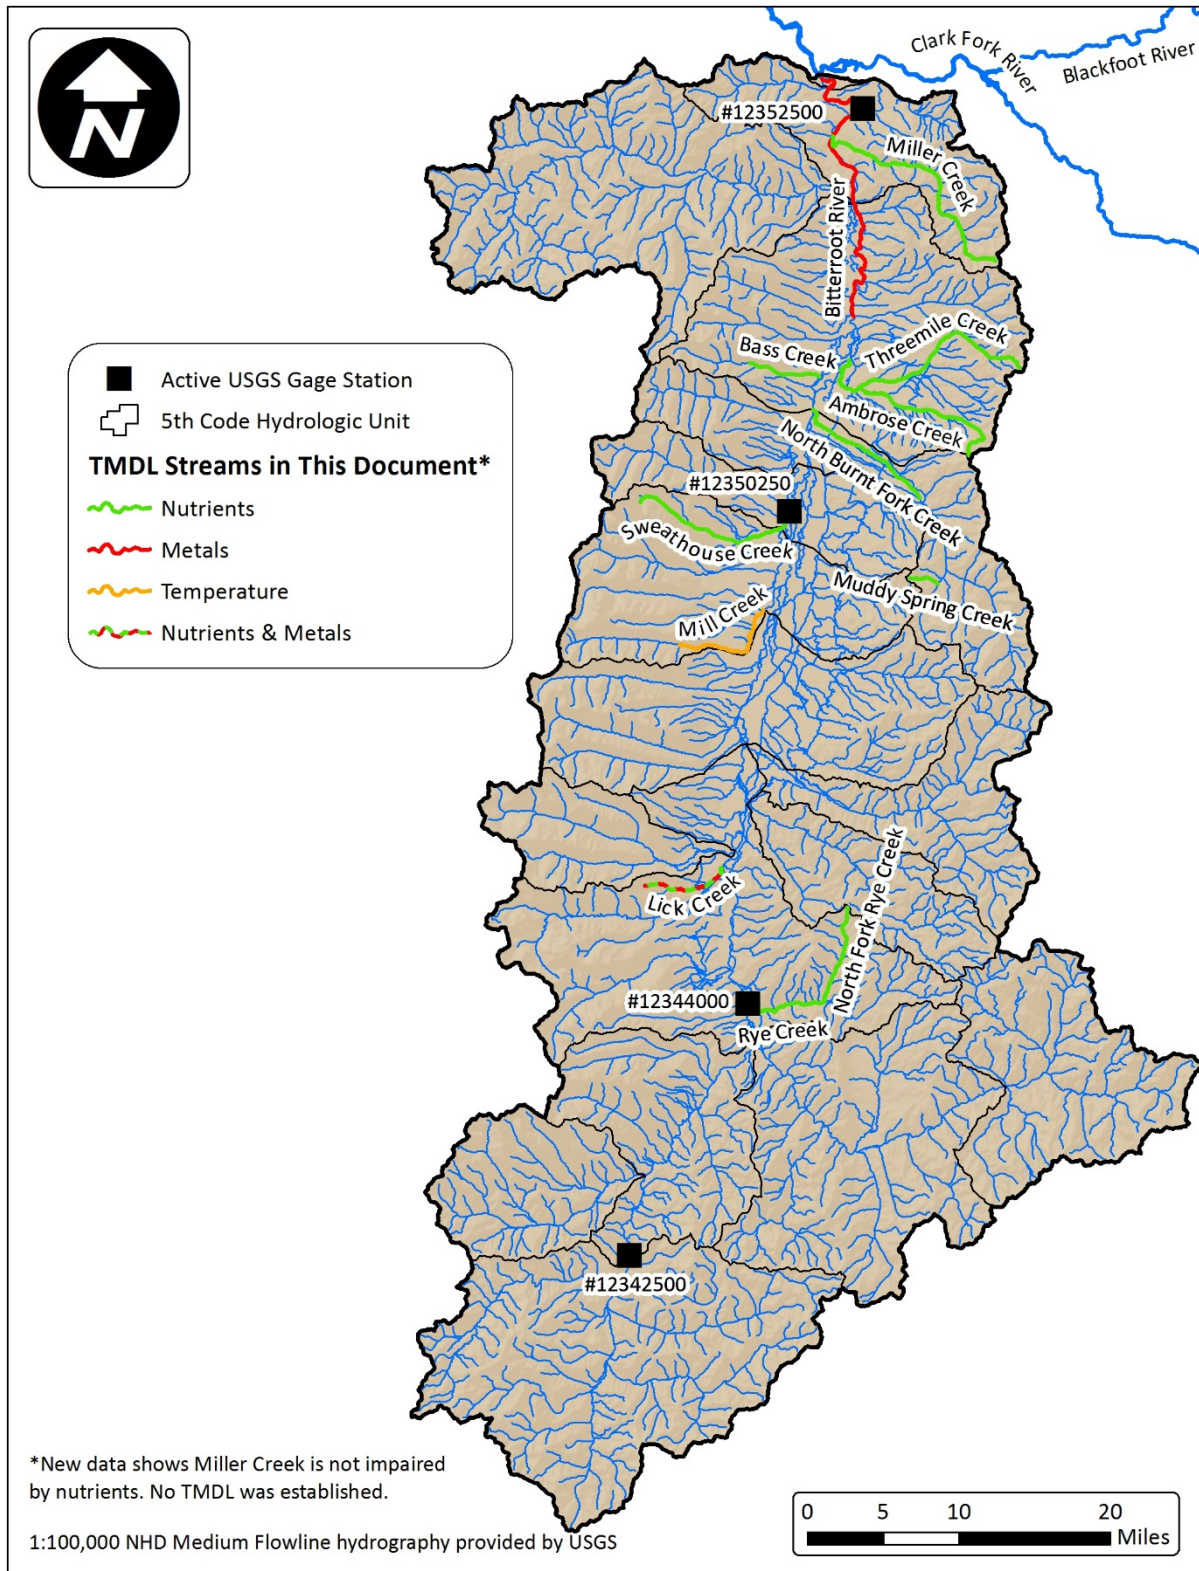 N
Clark Fork River
Blackfoot River
#12352500
Miller Creek
Bitterroot River
Threemile Creek
Bass Creek
Ambrose Creek
North Burnt Fork Creek
#12350250
Sweathouse Creek
Muddy Spring Creek
Mill Creek
Active USGS Gage Station
5th Code Hydrologic Unit
TMDL Streams in This Document*
Nutrients
Metals
Temperature
Nutrients & Metals
Lick Creek
North Fork Rye Creek
#12344000
Rye Creek
#12342500
*New data shows Miller Creek is not impaired
by nutrients. No TMDL was established.
1:100,000 NHD Medium Flowline hydrography provided by USGS
0 5 10 20
Miles